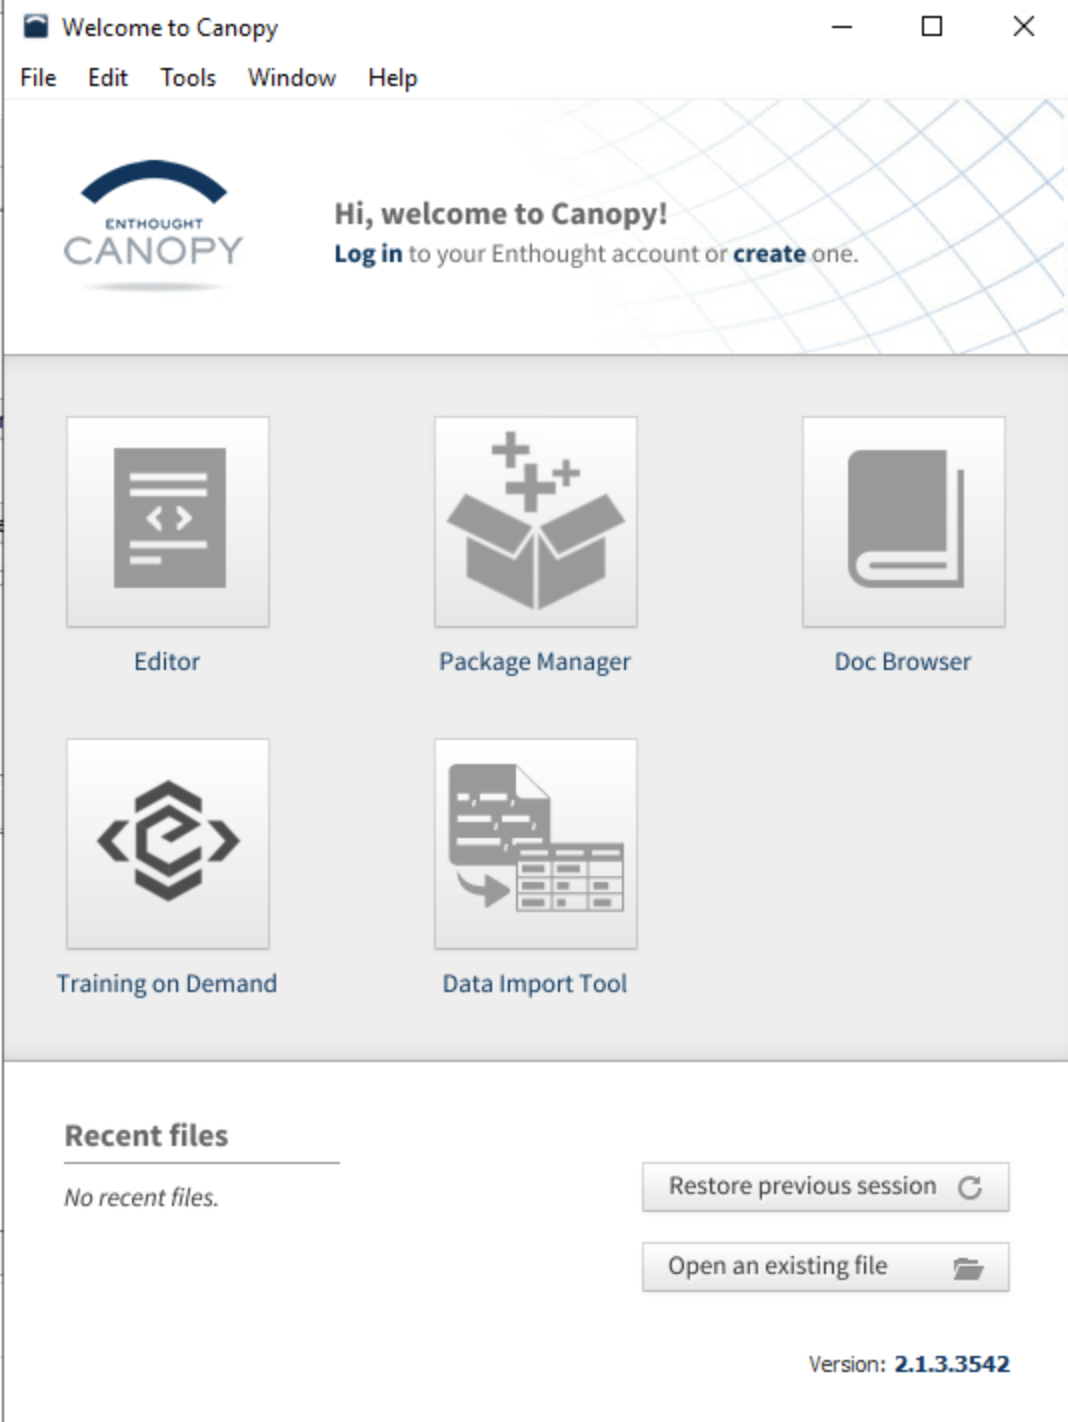 Welcome to Canopy
File Edit Tools Window Help
ENTHOUGHT
CANOPY
Hi, welcome to Canopy!
Log in to your Enthought account or create one.
Editor
Package Manager
Doc Browser
Training on Demand
Data Import Tool
Recent files
No recent files.
Restore previous session
Open an existing file
Version: 2.1.3.3542